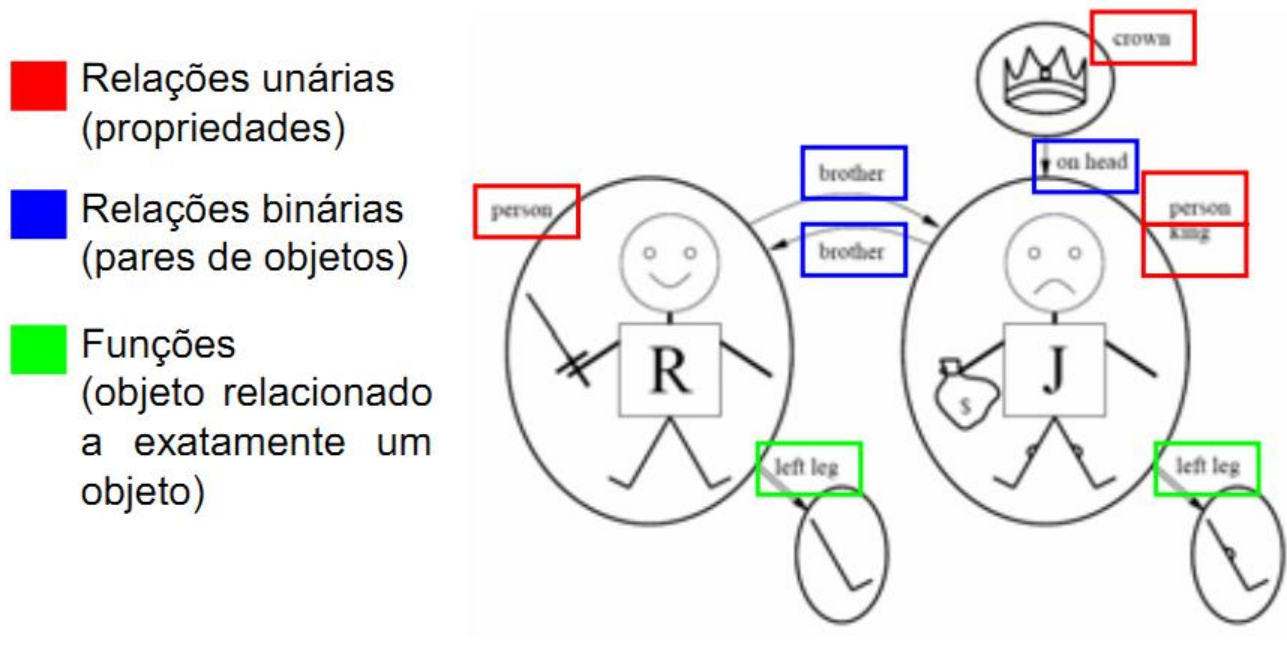 Relações unárias
(propriedades)
Relações binárias
(pares de objetos)
Funções
(objeto relacionado
a exatamente um
objeto)
crown
on head
brother
person
person
king
brother
R
J
$
left leg
left leg